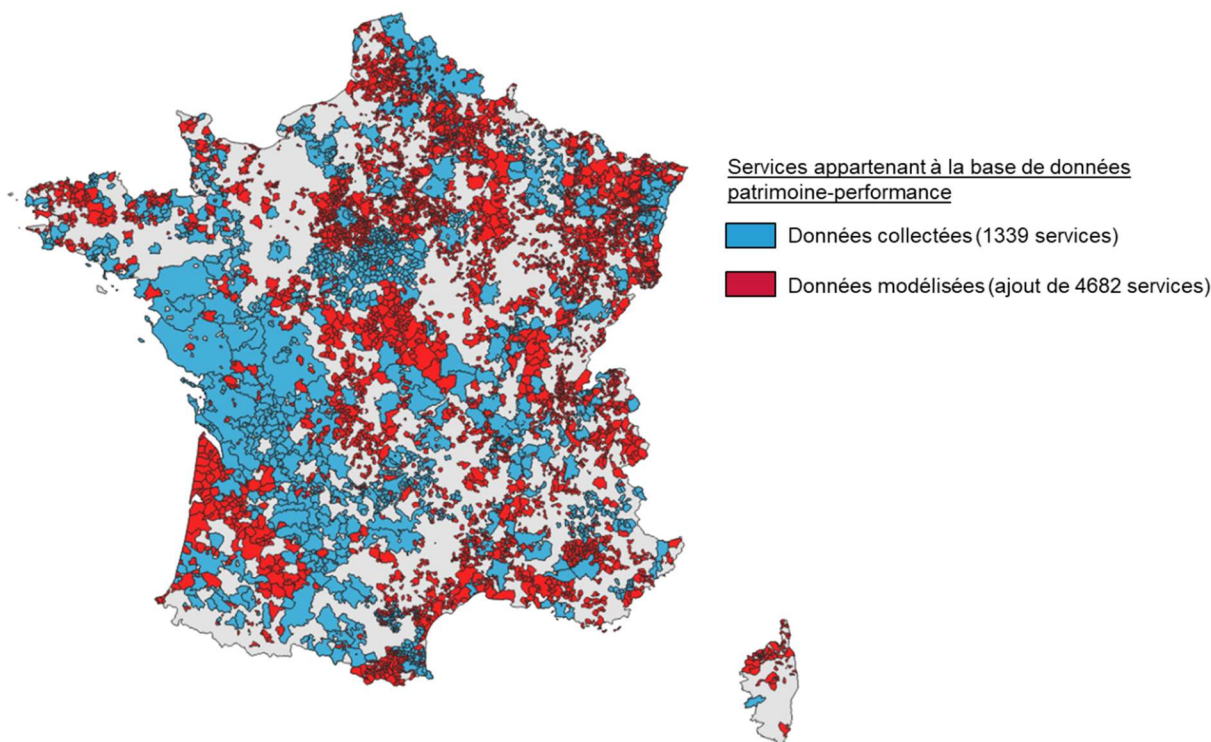 Services appartenant à la base de données
patrimoine-performance
Données collectées (1339 services)
Données modélisées (ajout de 4682 services)